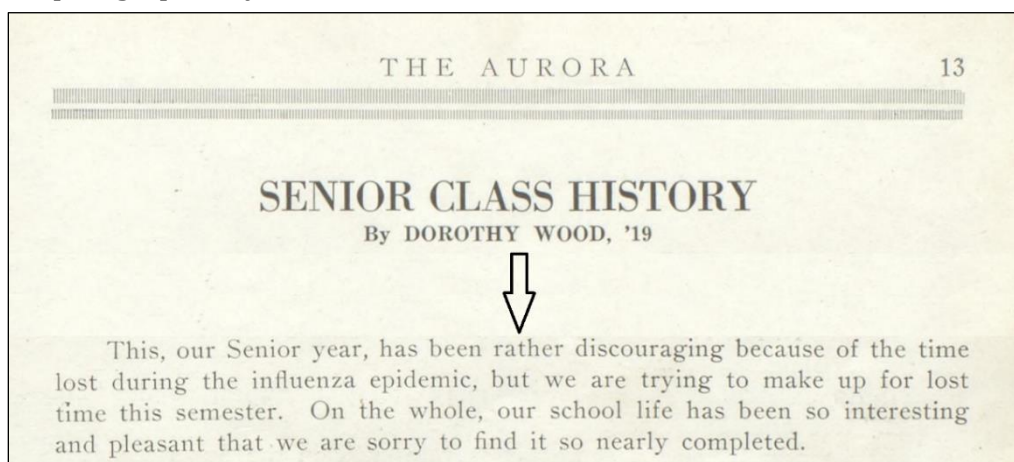 THE AURORA 13
SENIOR CLASS HISTORY
By DOROTHY WOOD, '19
This, our Senior year, has been rather discouraging because of the time
lost during the influenza epidemic, but we are trying to make up for lost
time this semester. On the whole, our school life has been so interesting
and pleasant that we are sorry to find it so nearly completed.